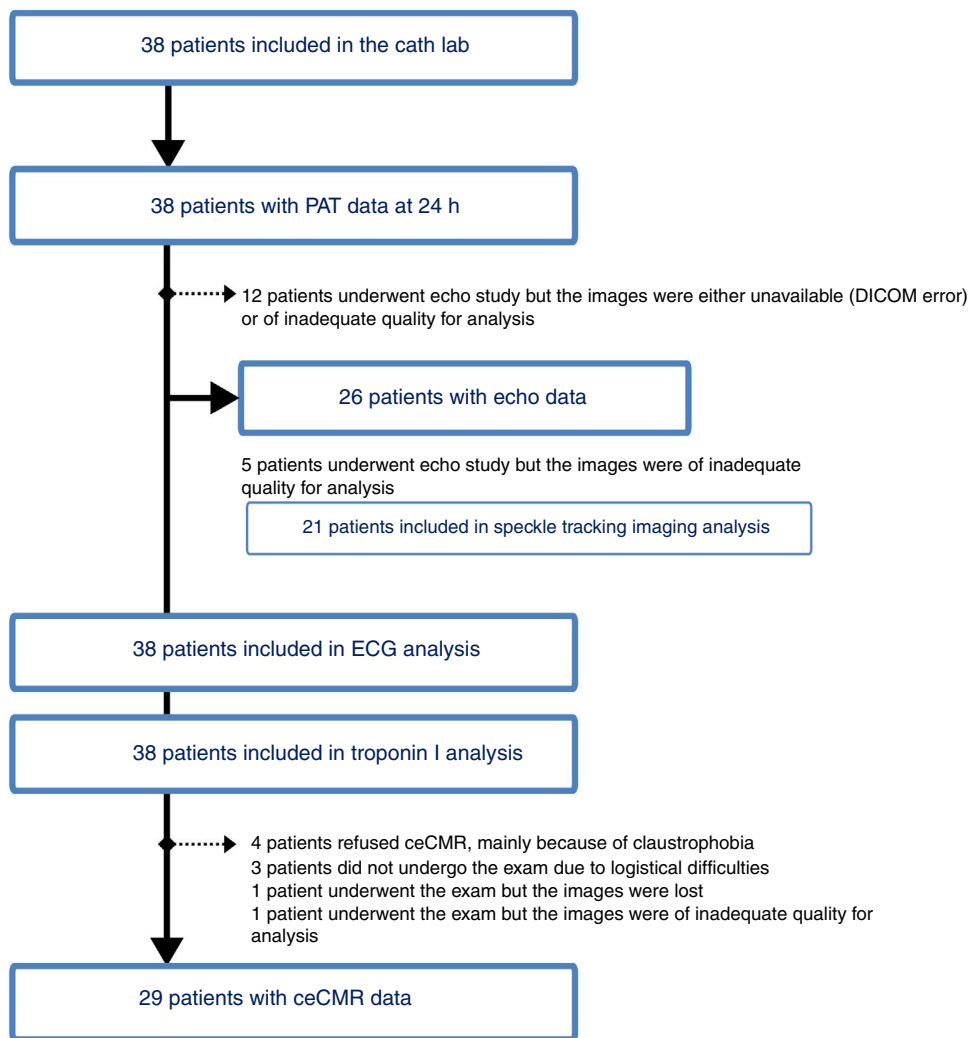 38 patients included in the cath lab
38 patients with PAT data at 24 h
12 patients underwent echo study but the images were either unavailable (DICOM error)
or of inadequate quality for analysis
26 patients with echo data
5 patients underwent echo study but the images were of inadequate
quality for analysis
21 patients included in speckle tracking imaging analysis
38 patients included in ECG analysis
38 patients included in troponin I analysis
4 patients refused ceCMR, mainly because of claustrophobia
3 patients did not undergo the exam due to logistical difficulties
1 patient underwent the exam but the images were lost
1 patient underwent the exam but the images were of inadequate quality for
analysis
29 patients with ceCMR data